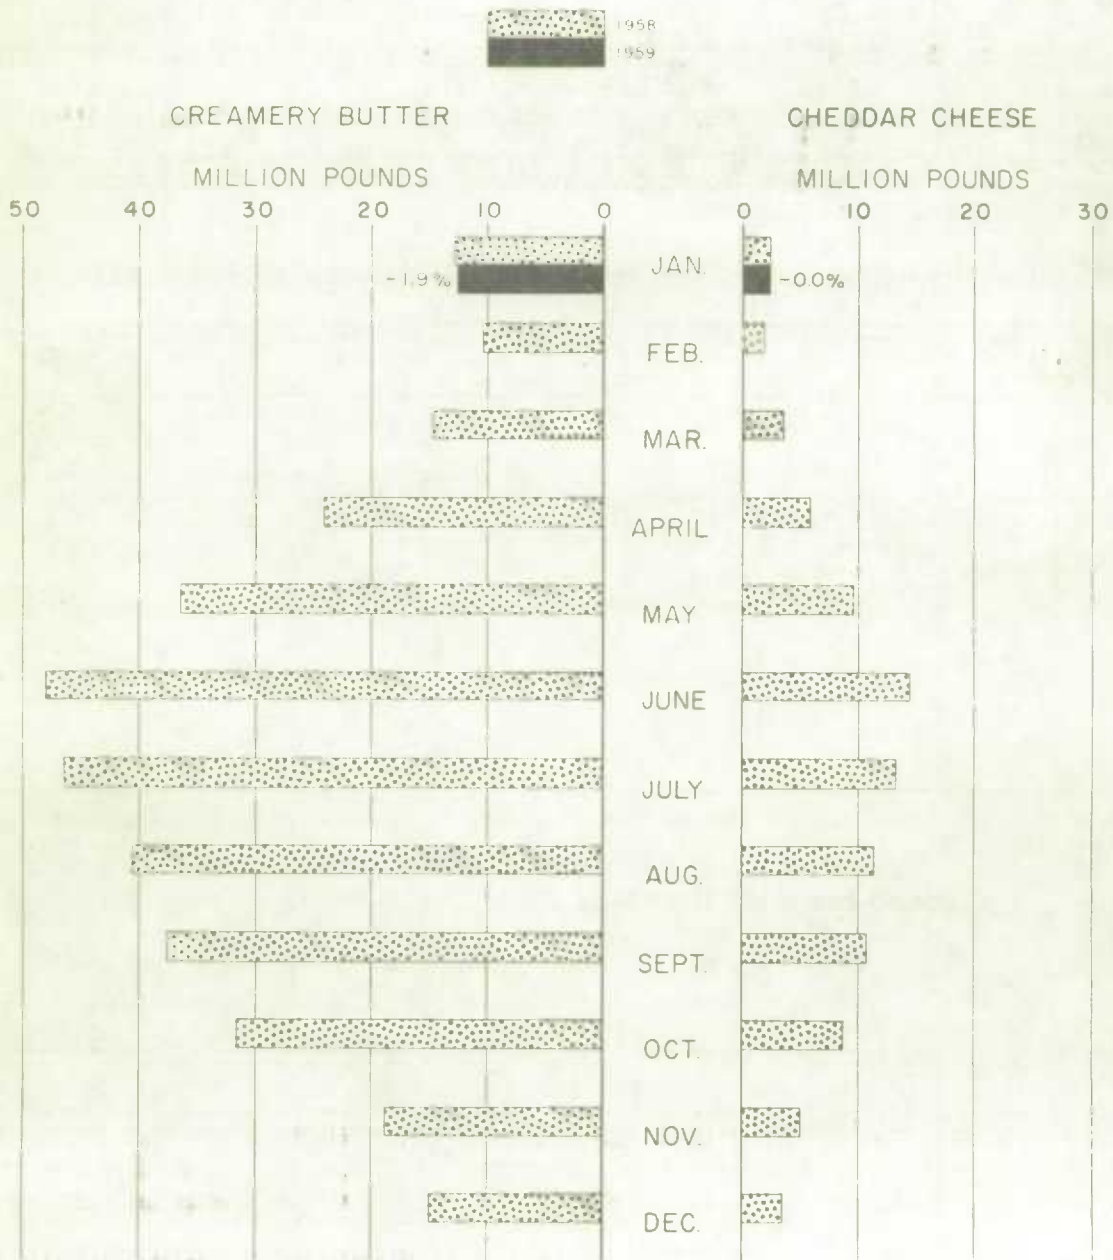 1958
1959
CREAMERY BUTTER
CHEDDAR CHEESE
MILLION POUNDS
MILLION POUNDS
50 40 30 20 10 0
0 10 20 30
JAN.
-1.9%
-0.0%
FEB.
MAR.
APRIL
MAY
JUNE
JULY
AUG.
SEPT.
OCT.
NOV.
DEC.